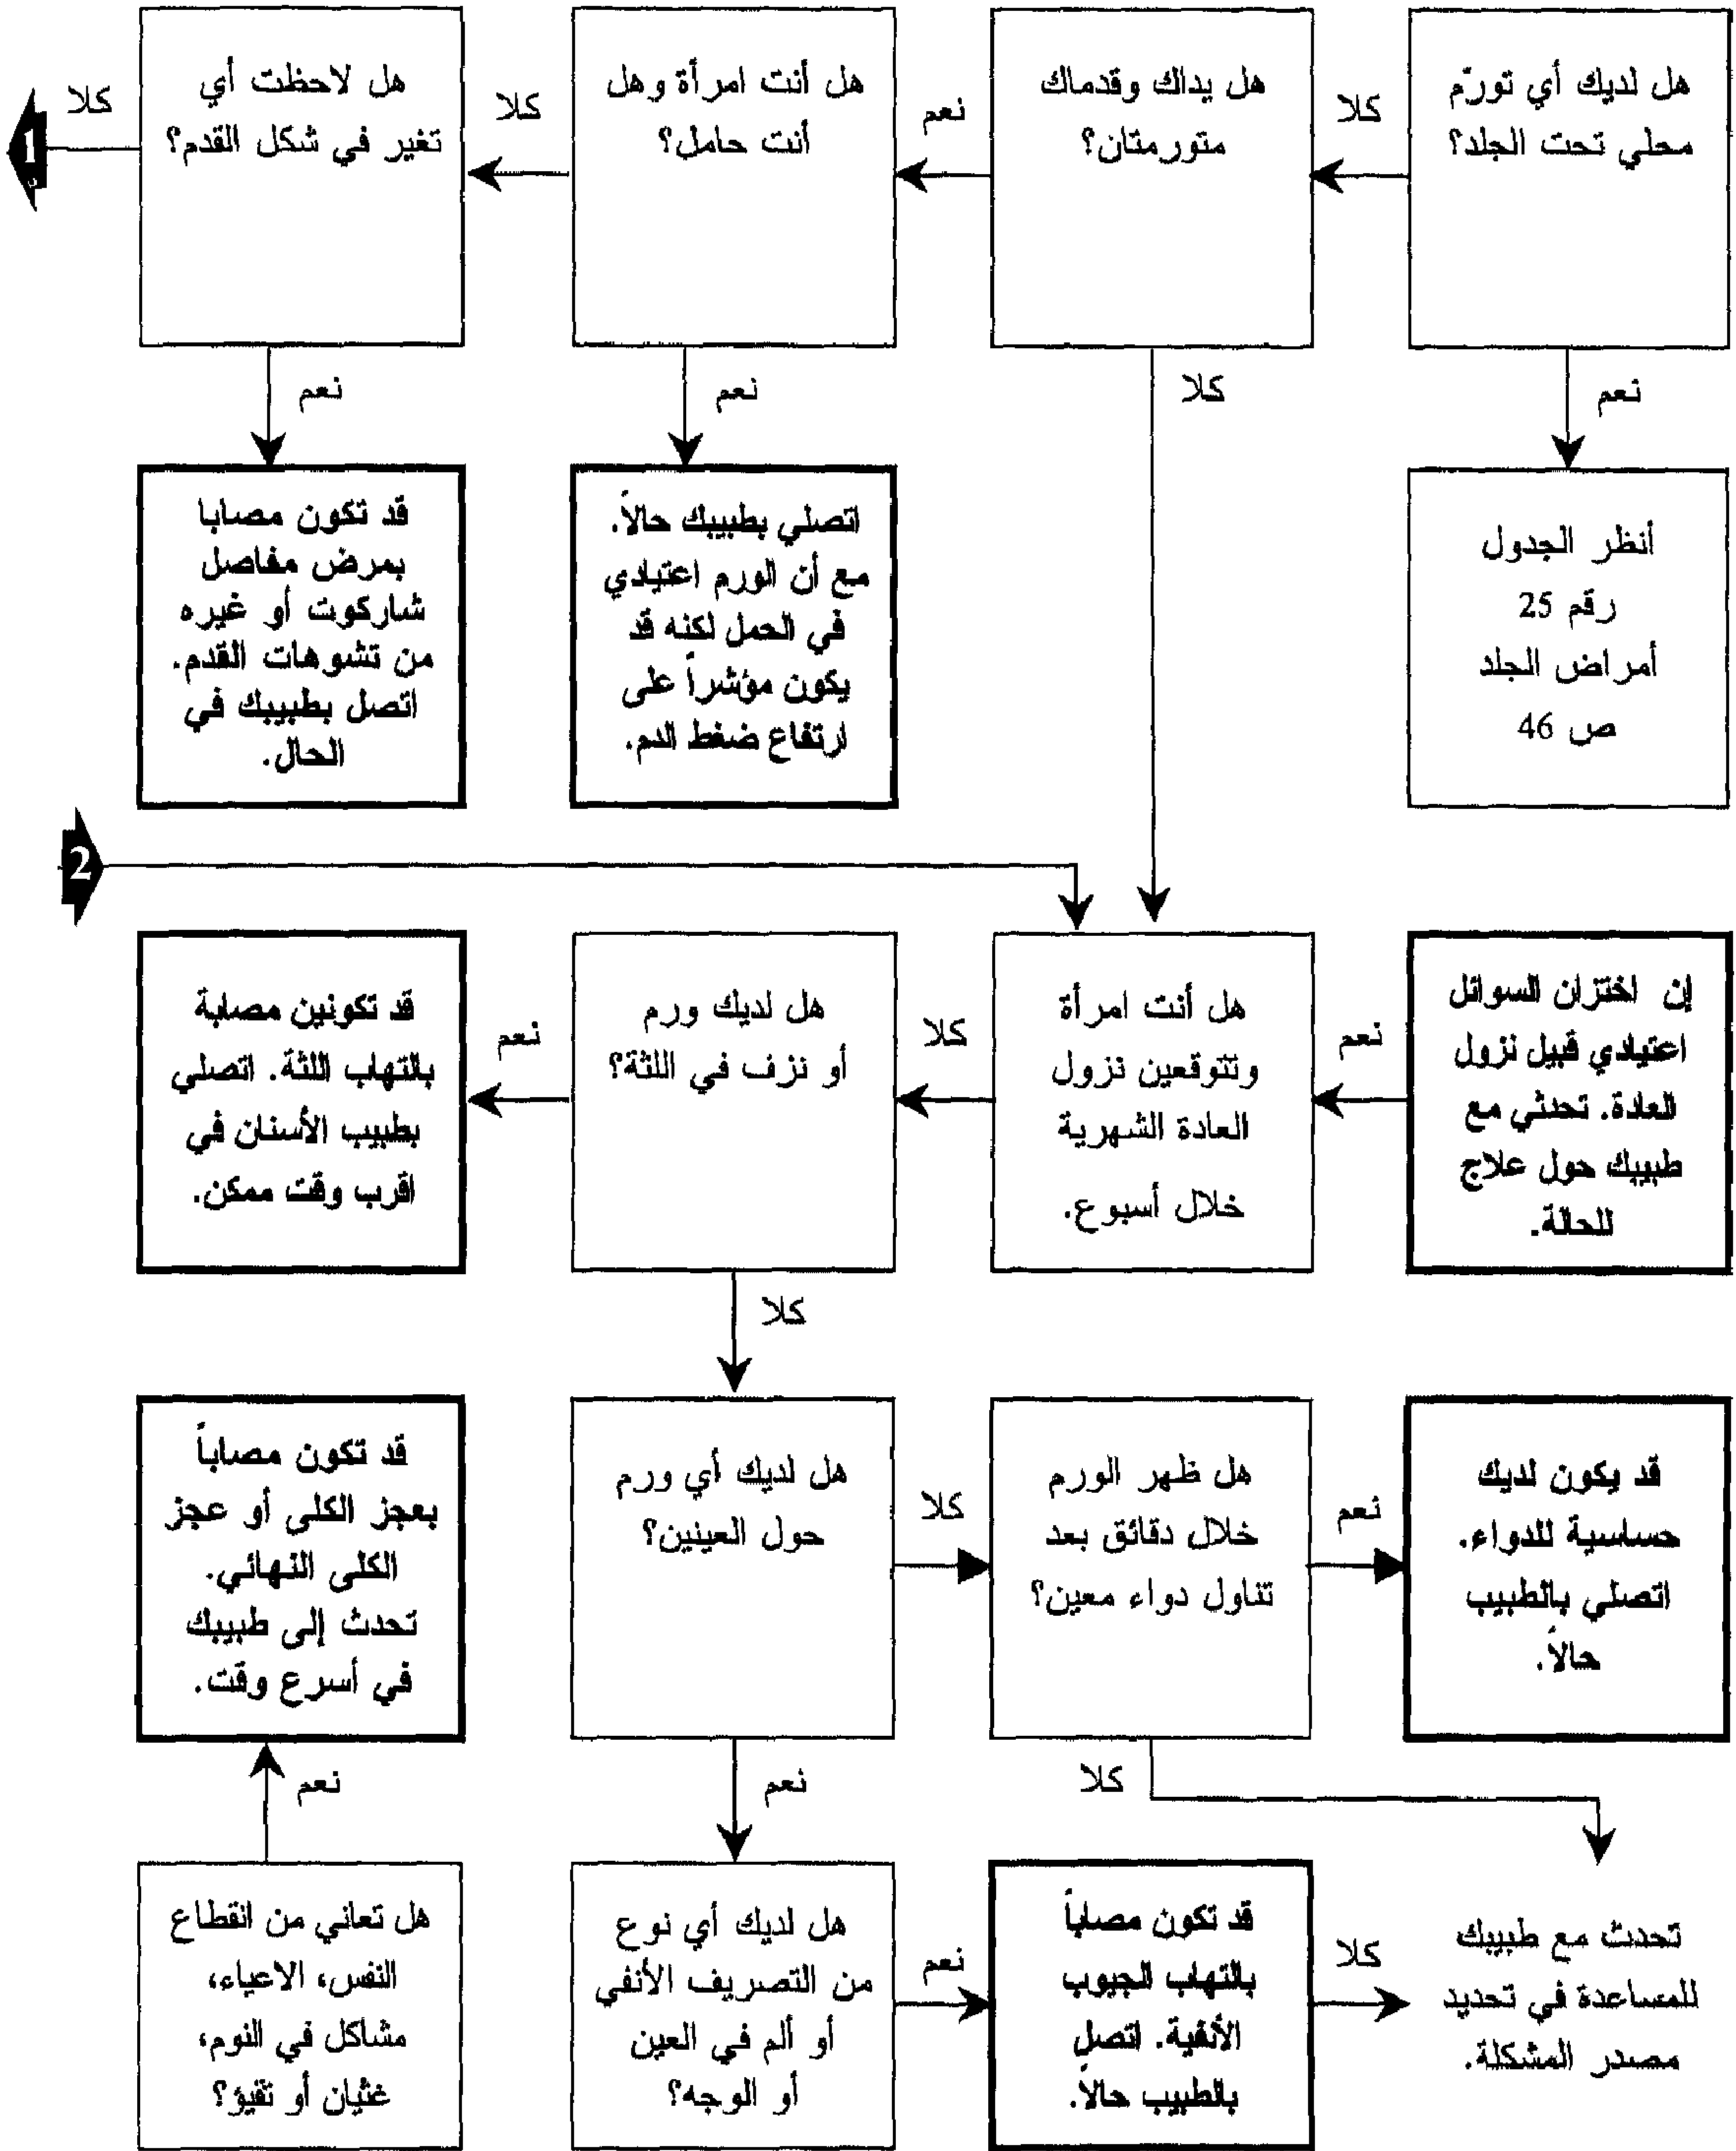 هل لديك أي تورّم
محلي تحت الجلد؟
كلا
هل يداك وقدماك
متورمتان؟
نعم
هل أنت امرأة وهل
أنت حامل؟
كلا
هل لاحظت أي
تغير في شكل القدم؟
كلا
1
نعم
كلا
نعم
نعم
أنظر الجدول
رقم 25
أمراض الجلد
ص 46
اتصلي بطبيبك حالاً.
مع أن الورم اعتيادي
في الحمل لكنه قد
يكون مؤشراً على
ارتفاع ضغط الدم.
قد تكون مصابا
بمرض مفاصل
شاركوت أو غيره
من تشوهات القدم.
اتصل بطبيبك في
الحال.
2
إن اختزان السوائل
اعتيادي قبيل نزول
العادة. تحدثي مع
طبيبك حول علاج
للحالة.
نعم
هل أنت امرأة
وتتوقعين نزول
العادة الشهرية
خلال أسبوع.
كلا
هل لديك ورم
أو نزف في اللثة؟
نعم
قد تكونين مصابة
بالتهاب اللثة. اتصلي
بطبيب الأسنان في
اقرب وقت ممكن.
كلا
قد يكون لديك
حساسية للدواء.
اتصلي بالطبيب
حالاً.
نعم
هل ظهر الورم
خلال دقائق بعد
تناول دواء معين؟
كلا
هل لديك أي ورم
حول العينين؟
قد تكون مصاباً
بعجز الكلى أو عجز
الكلى النهائي.
تحدث إلى طبيبك
في أسرع وقت.
كلا
نعم
نعم
تحدث مع طبيبك
للمساعدة في تحديد
مصدر المشكلة.
كلا
قد تكون مصاباً
بالتهاب الجيوب
الأنفية. اتصل
بالطبيب حالاً.
نعم
هل لديك أي نوع
من التصريف الأنفي
أو ألم في العين
أو الوجه؟
هل تعاني من انقطاع
النفس، الاعياء،
مشاكل في النوم،
غثيان أو تقيؤ؟